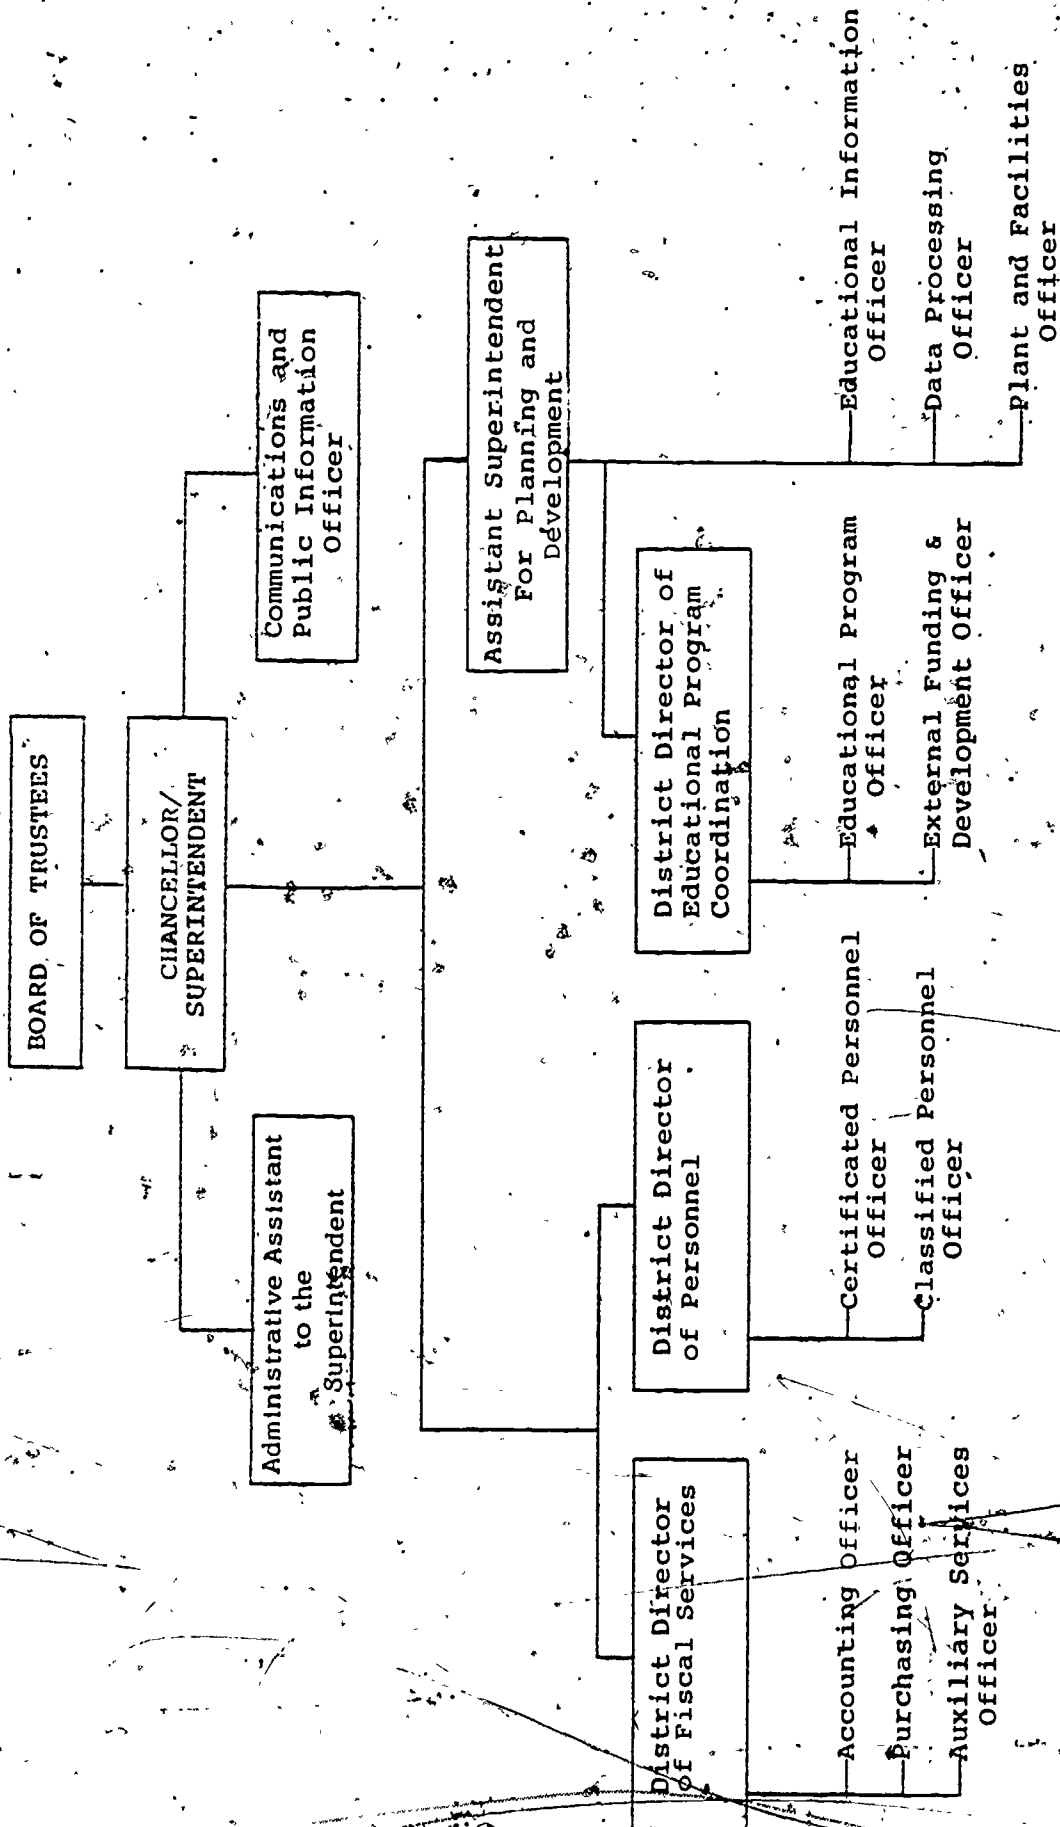 BOARD OF TRUSTEES
CHANCELLOR/
SUPERINTENDENT
Administrative Assistant
to the
Superintendent
Communications and
Public Information
Officer
Assistant Superintendent
For Planning and
Development
District Director
of Fiscal Services
District Director
of Personnel
District Director of
Educational Program
Coordination
Accounting Officer
Purchasing Officer
Auxiliary Services
Officer
Certificated Personnel
Officer
Classified Personnel
Officer
Educational Program
Officer
External Funding &
Development Officer
Educational Information
Officer
Data Processing
Officer
Plant and Facilities
Officer